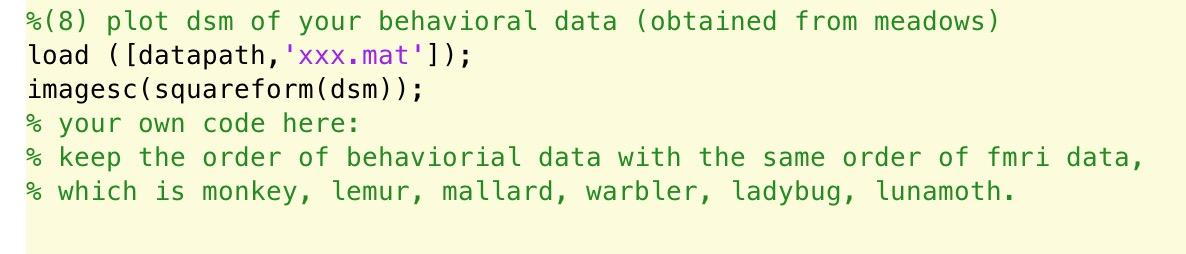 %(8) plot dsm of your behavioral data (obtained from meadows)
load ([datapath,'xxx.mat']);
imagesc(squareform(dsm));
% your own code here:
% keep the order of behaviorial data with the same order of fmri data,
% which is monkey, lemur, mallard, warbler, ladybug, lunamoth.